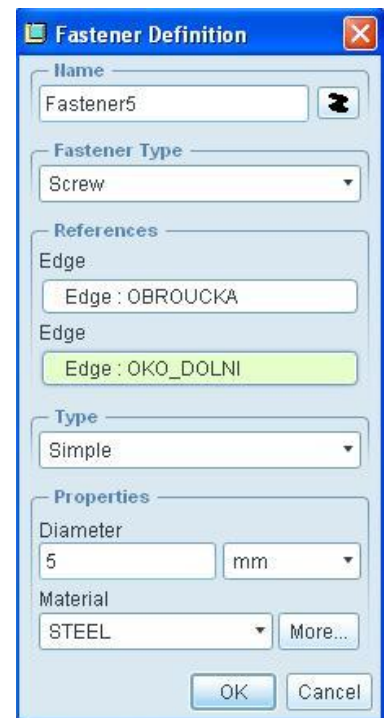 Fastener Definition
Name
Fastener5
Fastener Type
Screw
References
Edge
Edge : OBROUCKA
Edge
Edge : OKO_DOLNI
Type
Simple
Properties
Diameter
5 mm
Material
STEEL More...
OK Cancel